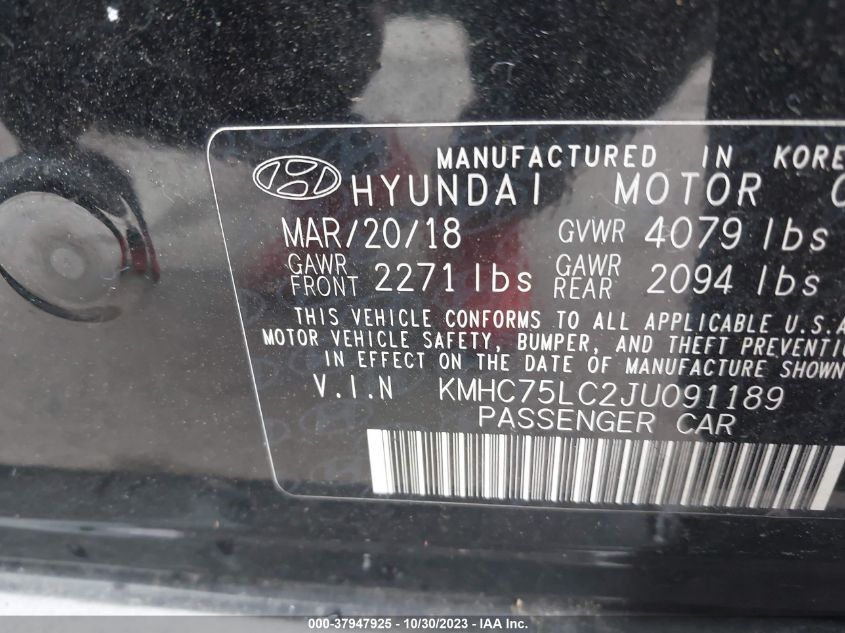 MANUFACTURED IN KORE
HYUNDAI MOTOR C
MAR/20/18 GVWR 4079 lbs
GAWR FRONT 2271 lbs GAWR REAR 2094 lbs
THIS VEHICLE CONFORMS TO ALL APPLICABLE U.S.A
MOTOR VEHICLE SAFETY, BUMPER, AND THEFT PREVENTIO
IN EFFECT ON THE DATE OF MANUFACTURE SHOWN
V.I.N KMHC75LC2JU091189
PASSENGER CAR
000-37947925 - 10/30/2023 - IAA Inc.